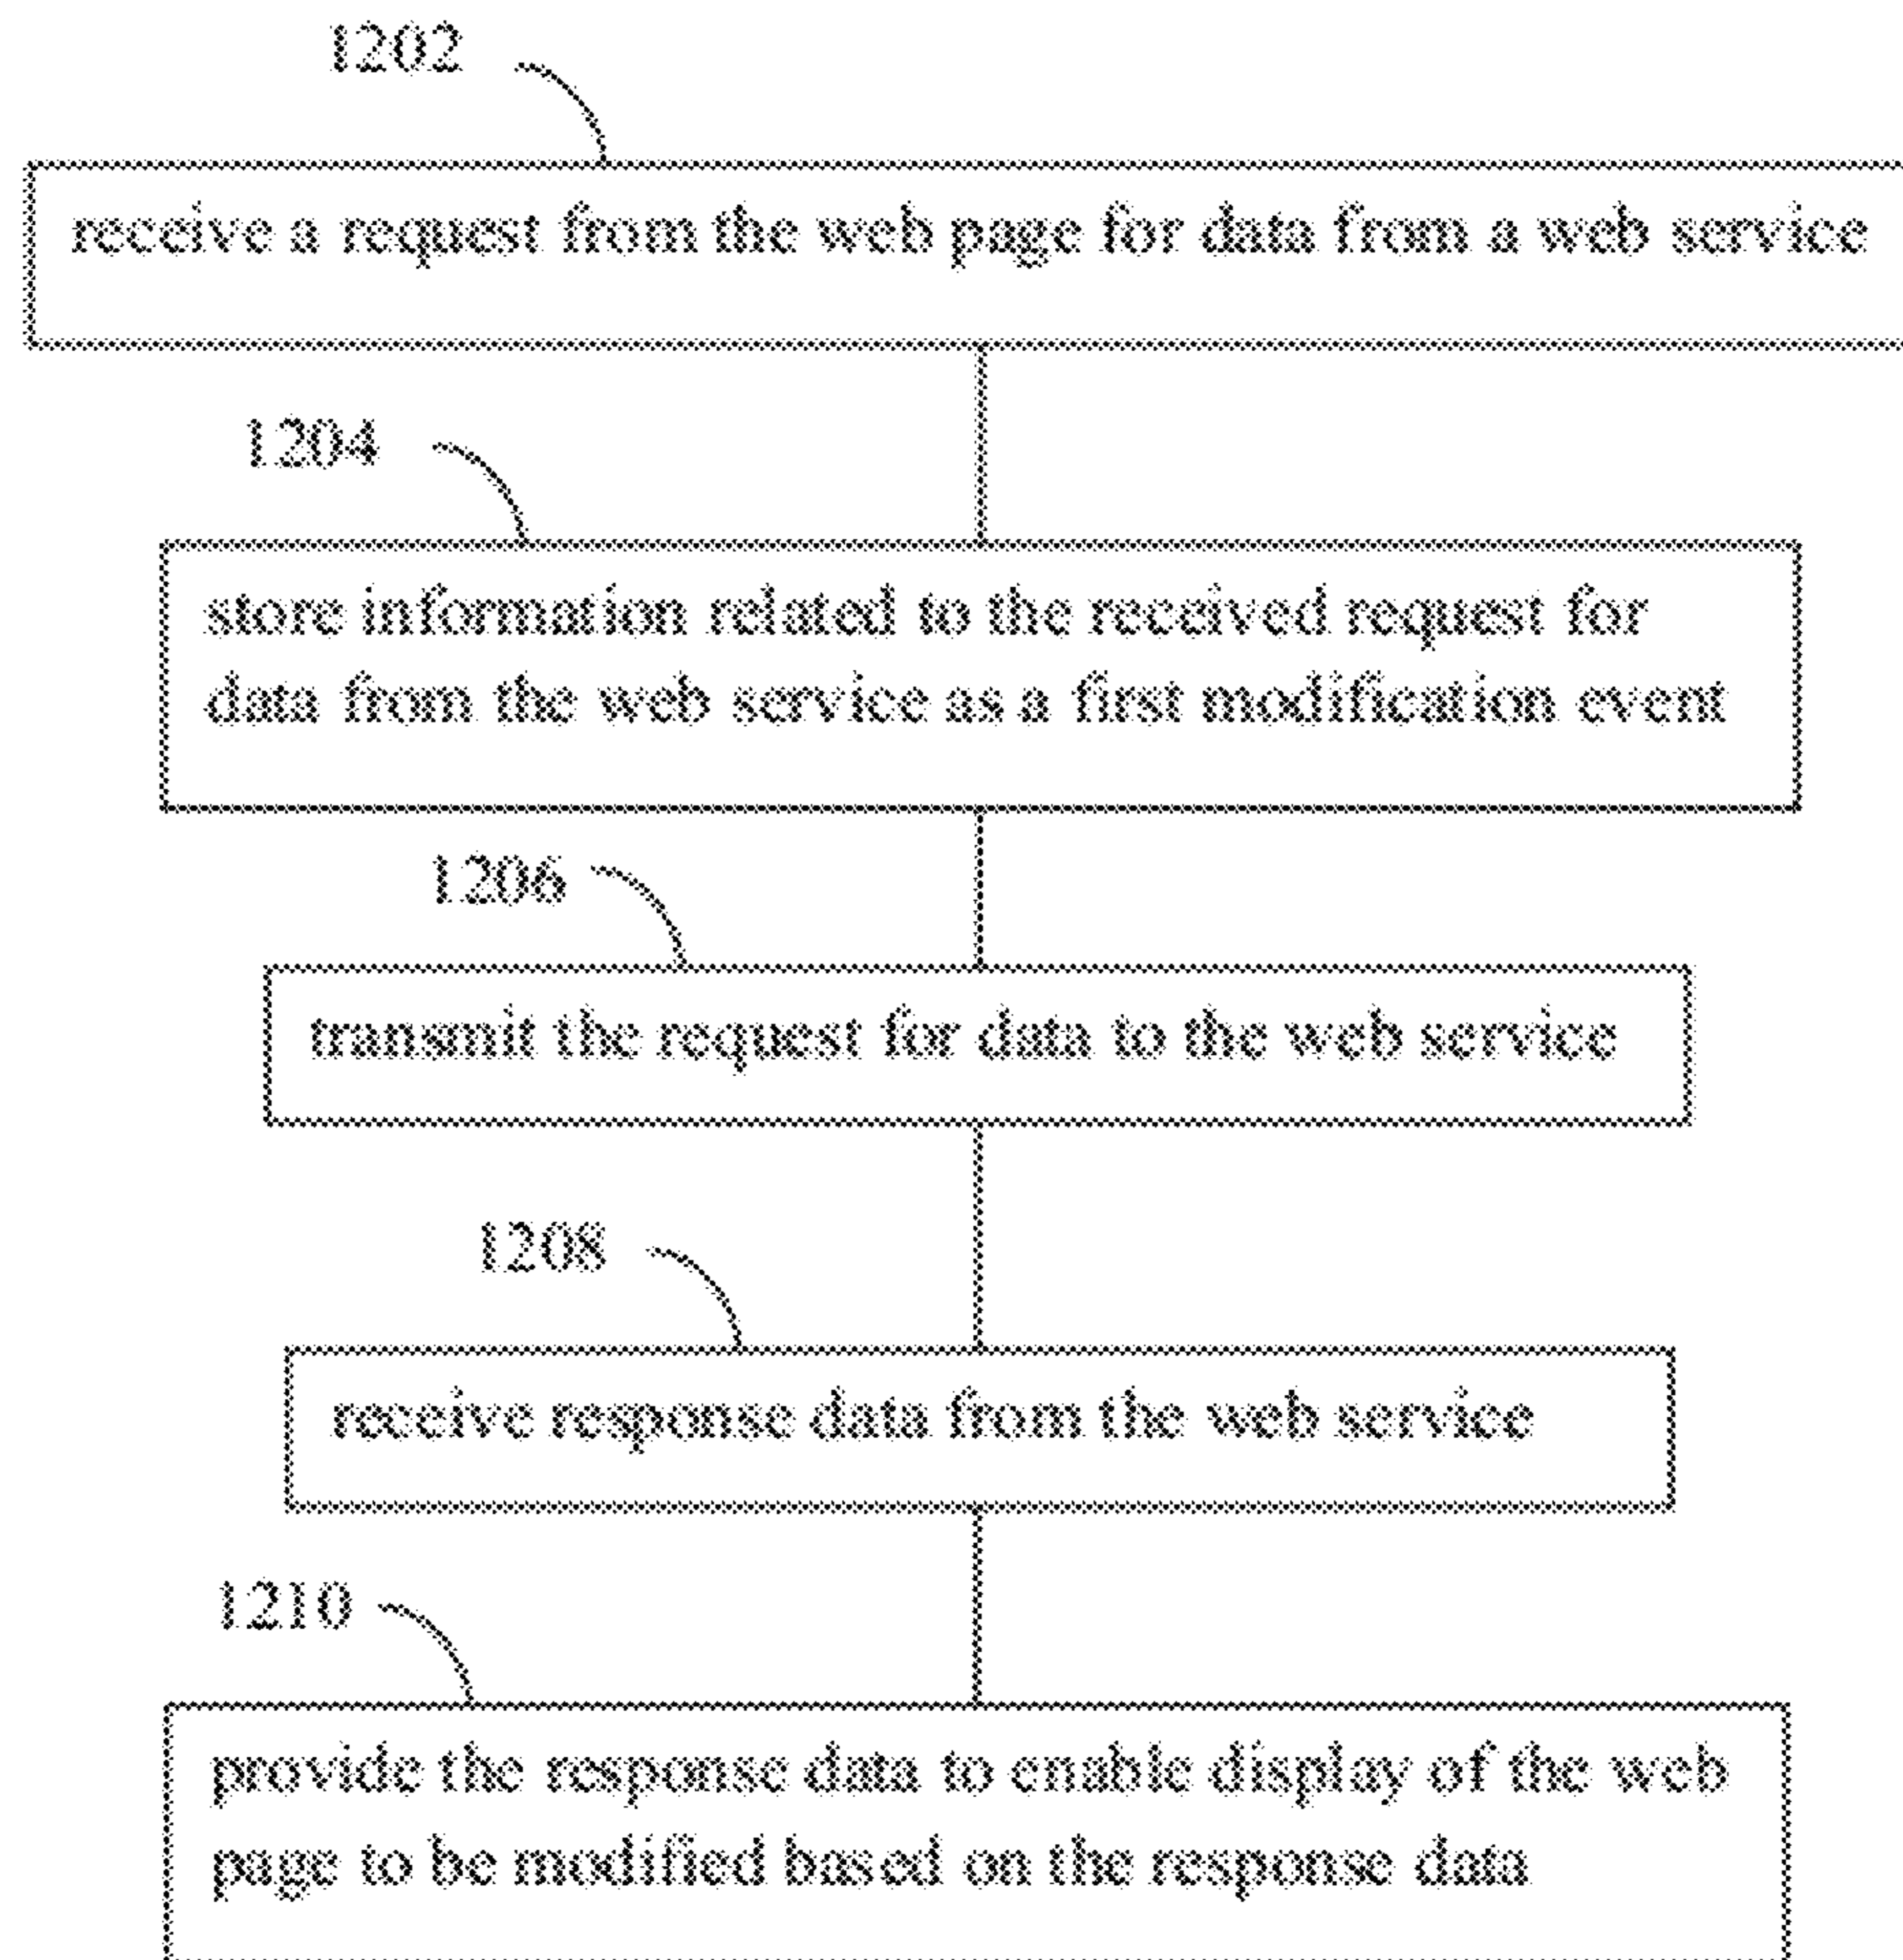 1202
receive a request from the web page for data from a web service
1204
store information related to the received request for
data from the web service as a first modification event
1206
transmit the request for data to the web service
1208
receive response data from the web service
1210
provide the response data to enable display of the web
page to be modified based on the response data